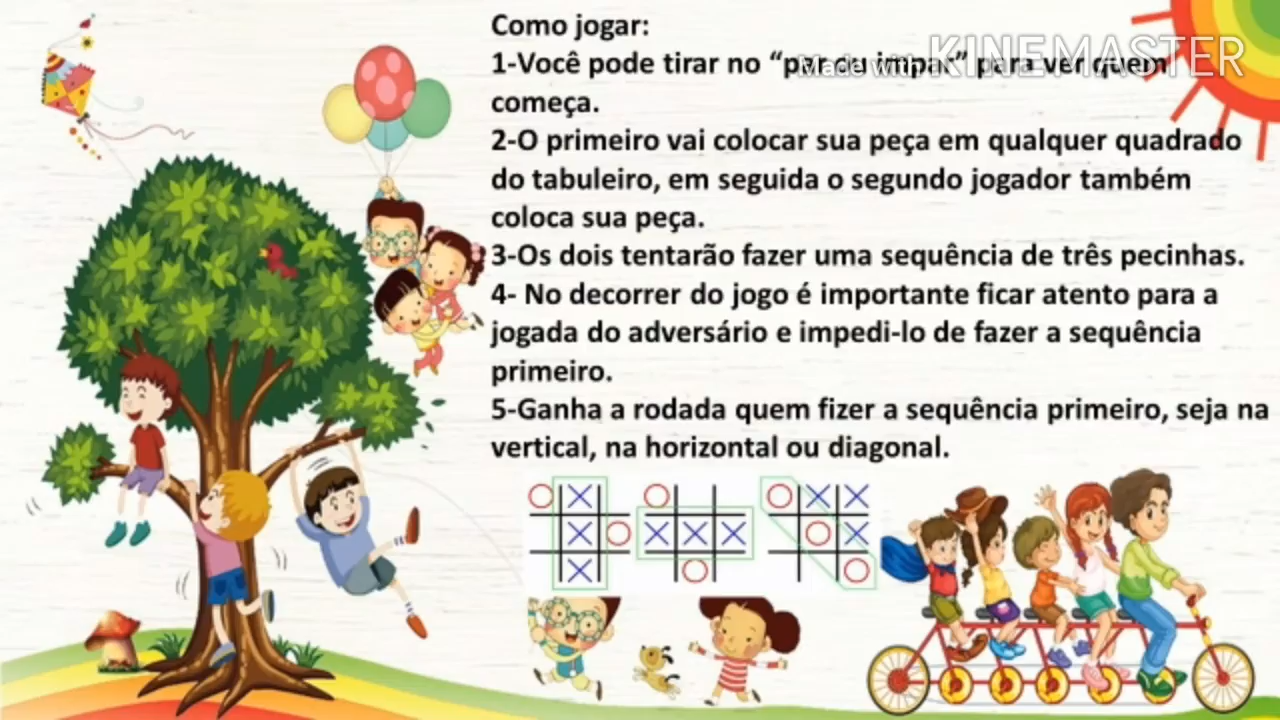 Como jogar:
Made with KINEMASTER
1-Você pode tirar no “par ou impar” para ver quem
começa.
2-O primeiro vai colocar sua peça em qualquer quadrado
do tabuleiro, em seguida o segundo jogador também
coloca sua peça.
3-Os dois tentarão fazer uma sequência de três pecinhas.
4- No decorrer do jogo é importante ficar atento para a
jogada do adversário e impedi-lo de fazer a sequência
primeiro.
5-Ganha a rodada quem fizer a sequência primeiro, seja na
vertical, na horizontal ou diagonal.